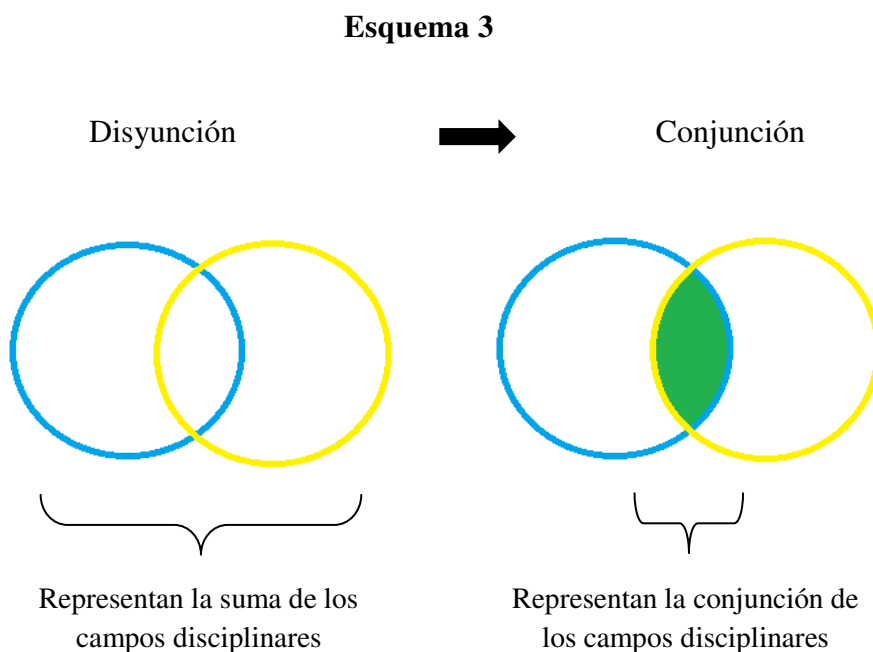 Esquema 3
Disyunción
Conjunción
Representan la suma de los
campos disciplinares
Representan la conjunción de
los campos disciplinares